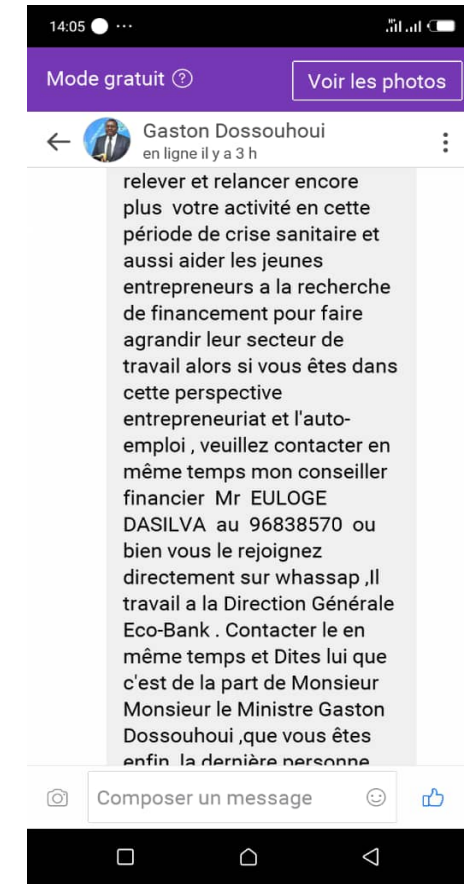 14:05
Mode gratuit
Voir les photos
Gaston Dossouhoui
en ligne il y a 3 h
relever et relancer encore
plus votre activité en cette
période de crise sanitaire et
aussi aider les jeunes
entrepreneurs a la recherche
de financement pour faire
agrandir leur secteur de
travail alors si vous êtes dans
cette perspective
entrepreneuriat et l'auto-
emploi , veuillez contacter en
même temps mon conseiller
financier Mr EULOGE
DASILVA au 96838570 ou
bien vous le rejoignez
directement sur whassap ,Il
travail a la Direction Générale
Eco-Bank . Contacter le en
même temps et Dites lui que
c'est de la part de Monsieur
Monsieur le Ministre Gaston
Dossouhoui ,que vous êtes
enfin la dernière personne
Composer un message